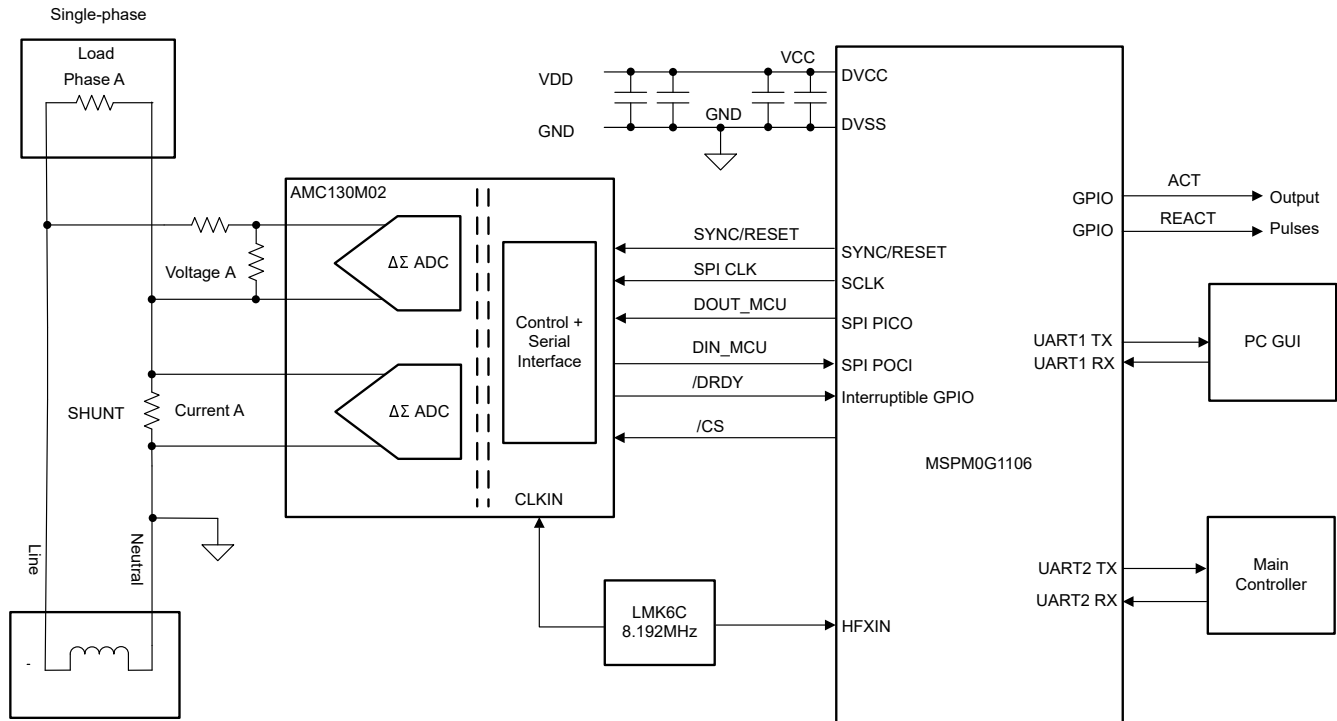 Single-phase
Load
Phase A
Voltage A
SHUNT
Current A
Line
Neutral
-
AMC130M02
ΔΣ ADC
ΔΣ ADC
Control +
Serial
Interface
CLKIN
VDD
VCC
GND
GND
SYNC/RESET
SPI CLK
DOUT_MCU
DIN_MCU
/DRDY
/CS
LMK6C
8.192MHz
DVCC
DVSS
SYNC/RESET
SCLK
SPI PICO
SPI POCI
Interruptible GPIO
MSPM0G1106
HFXIN
GPIO
GPIO
UART1 TX
UART1 RX
UART2 TX
UART2 RX
ACT
REACT
Output
Pulses
PC GUI
Main
Controller